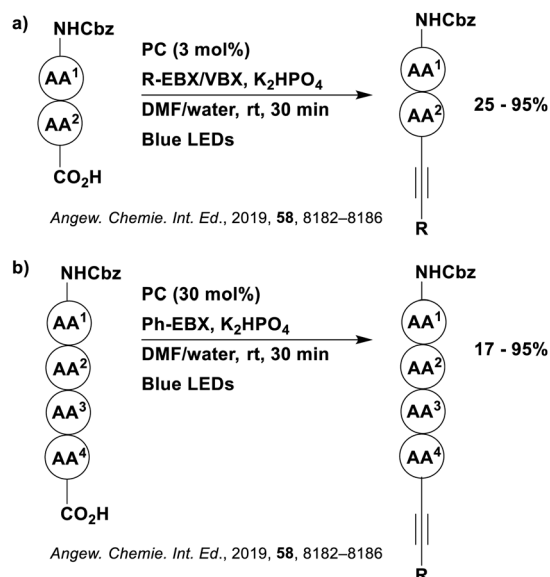 a)
NHCbz
AA1
AA2
CO2H
PC (3 mol%)
R-EBX/VBX, K2HPO4
DMF/water, rt, 30 min
Blue LEDs
NHCbz
AA1
AA2
R
25 - 95%
Angew. Chemie. Int. Ed., 2019, 58, 8182–8186
b)
NHCbz
AA1
AA2
AA3
AA4
CO2H
PC (30 mol%)
Ph-EBX, K2HPO4
DMF/water, rt, 30 min
Blue LEDs
NHCbz
AA1
AA2
AA3
AA4
R
17 - 95%
Angew. Chemie. Int. Ed., 2019, 58, 8182–8186